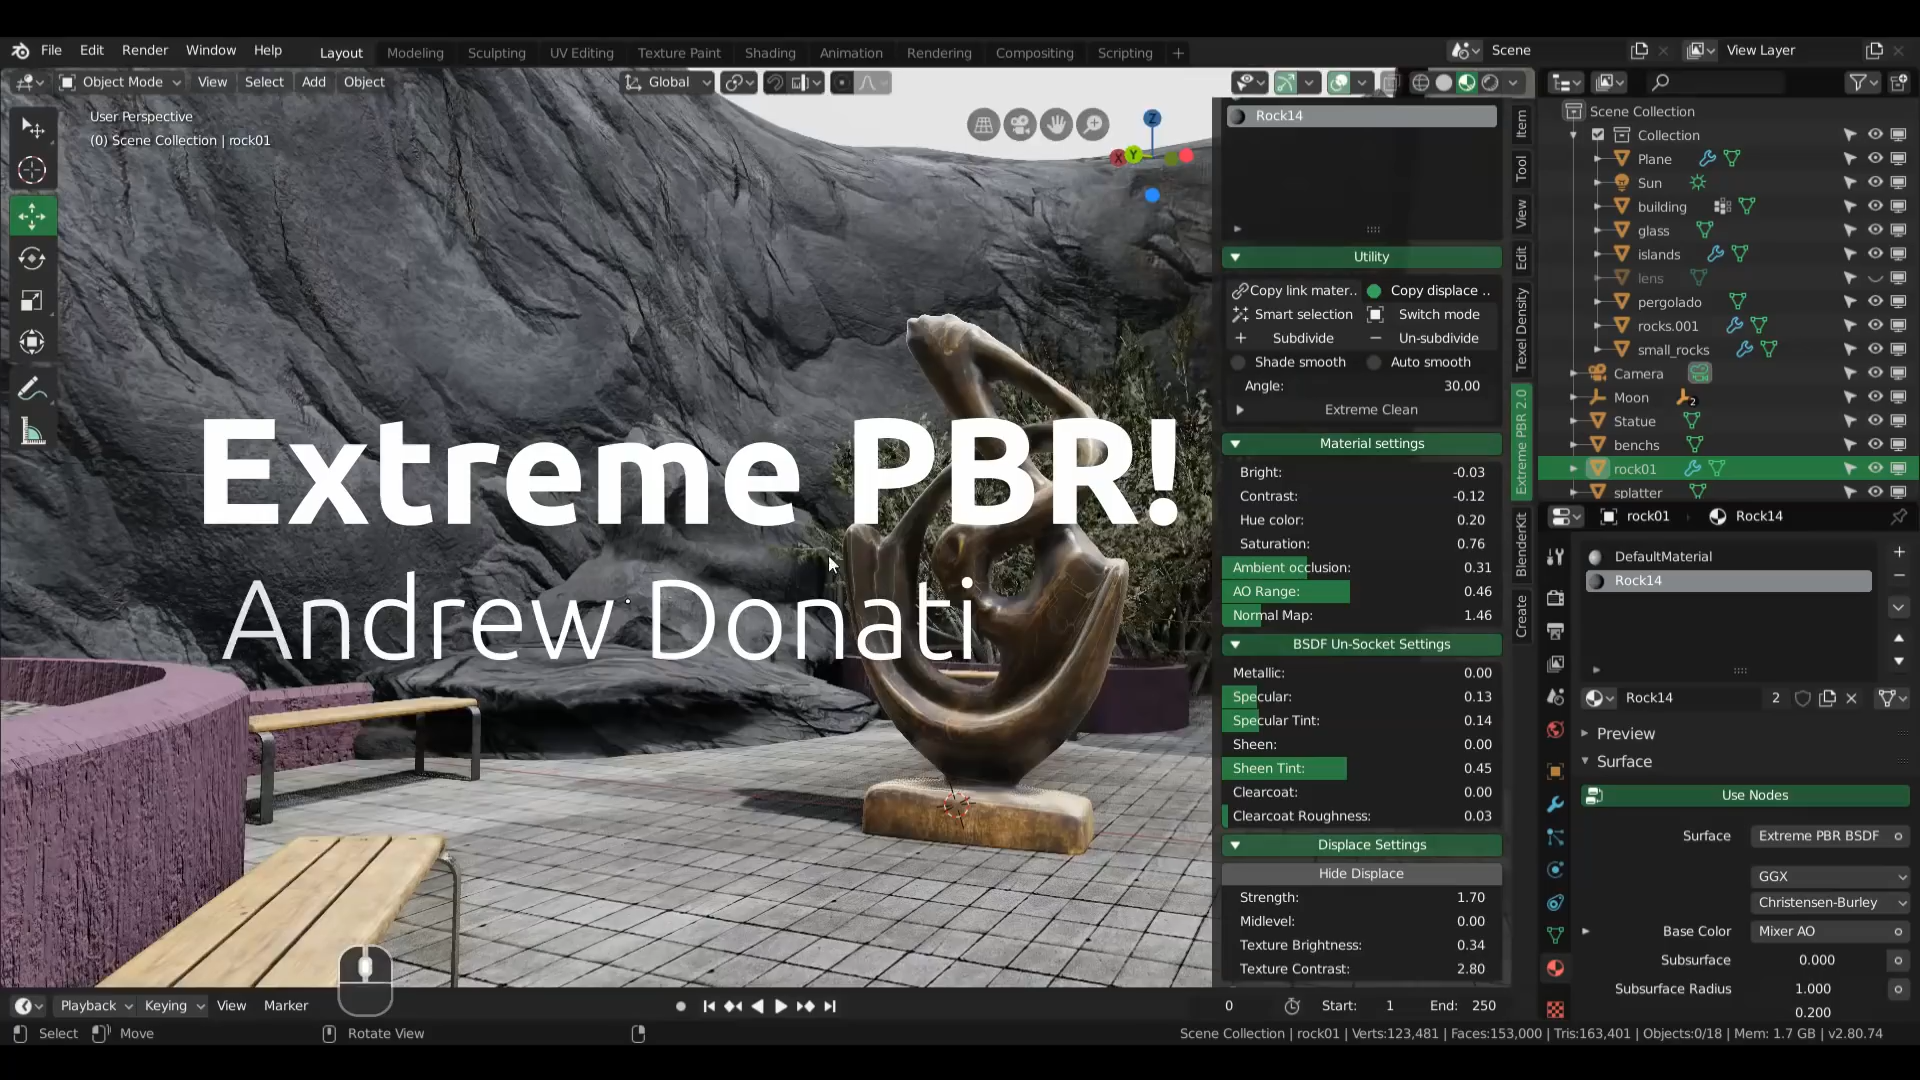 File Edit Render Window Help Layout Modeling Sculpting UV Editing Texture Paint Shading Animation Rendering Compositing Scripting + Scene View Layer
Object Mode View Select Add Object Global
User Perspective
(0) Scene Collection | rock01
Z
X
Y
Extreme PBR!
Andrew Donati
Rock14
Utility
Copy link mater.. Copy displace ..
Smart selection Switch mode
Subdivide Un-subdivide
Shade smooth Auto smooth
Angle: 30.00
Extreme Clean
Material settings
Bright: -0.03
Contrast: -0.12
Hue color: 0.20
Saturation: 0.76
Ambient occlusion: 0.31
AO Range: 0.46
Normal Map: 1.46
BSDF Un-Socket Settings
Metallic: 0.00
Specular: 0.13
Specular Tint: 0.14
Sheen: 0.00
Sheen Tint: 0.45
Clearcoat: 0.00
Clearcoat Roughness: 0.03
Displace Settings
Hide Displace
Strength: 1.70
Midlevel: 0.00
Texture Brightness: 0.34
Texture Contrast: 2.80
Item
Tool
View
Edit
Texel Density
Extreme PBR 2.0
BlenderKit
Create
Scene Collection
Collection
Plane
Sun
building
glass
islands
lens
pergolado
rocks.001
small_rocks
Camera
Moon 2
Statue
benchs
rock01
splatter
rock01 Rock14
DefaultMaterial
Rock14
Rock14 2
Preview
Surface
Use Nodes
Surface Extreme PBR BSDF
GGX
Christensen-Burley
Base Color Mixer AO
Subsurface 0.000
Subsurface Radius 1.000
0.200
Playback Keying View Marker 0 Start: 1 End: 250
Select Move Rotate View Scene Collection | rock01 | Verts:123,481 | Faces:153,000 | Tris:163,401 | Objects:0/18 | Mem: 1.7 GB | v2.80.74